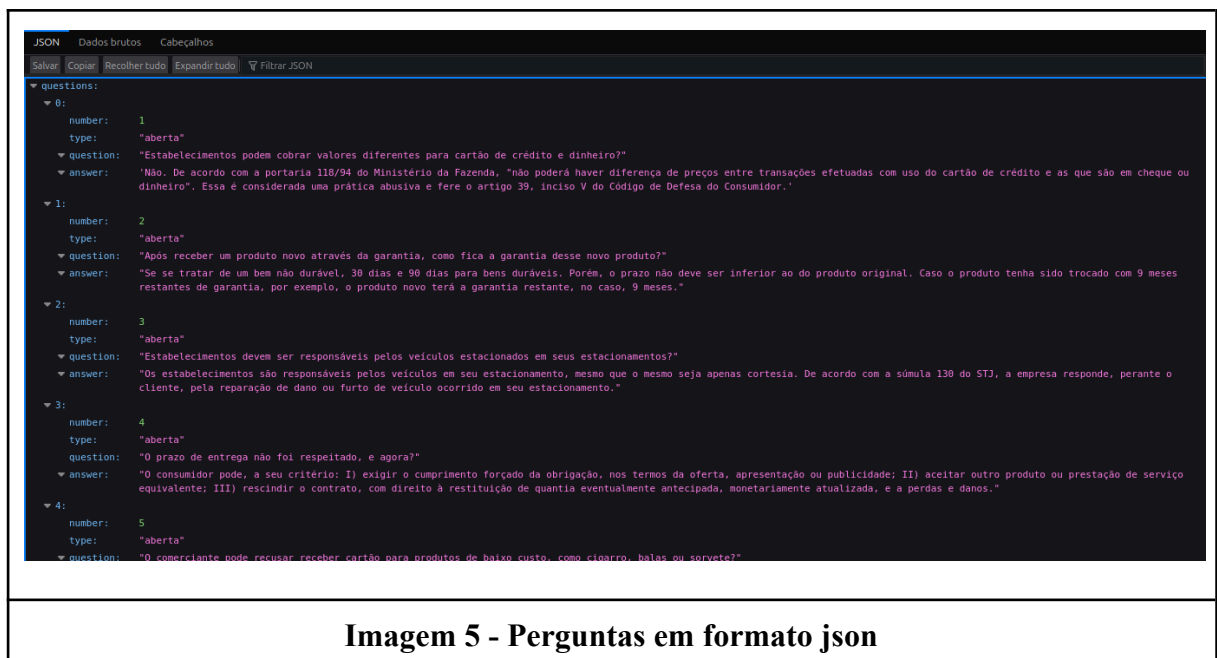 JSON Dados brutos Cabeçalhos
Salvar Copiar Recolher tudo Expandir tudo Filtrar JSON
questions:
0:
number: 1
type: "aberta"
question: "Estabelecimentos podem cobrar valores diferentes para cartão de crédito e dinheiro?"
answer: 'Não. De acordo com a portaria 118/94 do Ministério da Fazenda, "não poderá haver diferença de preços entre transações efetuadas com uso do cartão de crédito e as que são em cheque ou
dinheiro". Essa é considerada uma prática abusiva e fere o artigo 39, inciso V do Código de Defesa do Consumidor.'
1:
number: 2
type: "aberta"
question: "Após receber um produto novo através da garantia, como fica a garantia desse novo produto?"
answer: "Se se tratar de um bem não durável, 30 dias e 90 dias para bens duráveis. Porém, o prazo não deve ser inferior ao do produto original. Caso o produto tenha sido trocado com 9 meses
restantes de garantia, por exemplo, o produto novo terá a garantia restante, no caso, 9 meses."
2:
number: 3
type: "aberta"
question: "Estabelecimentos devem ser responsáveis pelos veículos estacionados em seus estacionamentos?"
answer: "Os estabelecimentos são responsáveis pelos veículos em seu estacionamento, mesmo que o mesmo seja apenas cortesia. De acordo com a súmula 130 do STJ, a empresa responde, perante o
cliente, pela reparação de dano ou furto de veículo ocorrido em seu estacionamento."
3:
number: 4
type: "aberta"
question: "O prazo de entrega não foi respeitado, e agora?"
answer: "O consumidor pode, a seu critério: I) exigir o cumprimento forçado da obrigação, nos termos da oferta, apresentação ou publicidade; II) aceitar outro produto ou prestação de serviço
equivalente; III) rescindir o contrato, com direito à restituição de quantia eventualmente antecipada, monetariamente atualizada, e a perdas e danos."
4:
number: 5
type: "aberta"
question: "O comerciante pode recusar receber cartão para produtos de baixo custo, como cigarro, balas ou sorvete?"
Imagem 5 - Perguntas em formato json